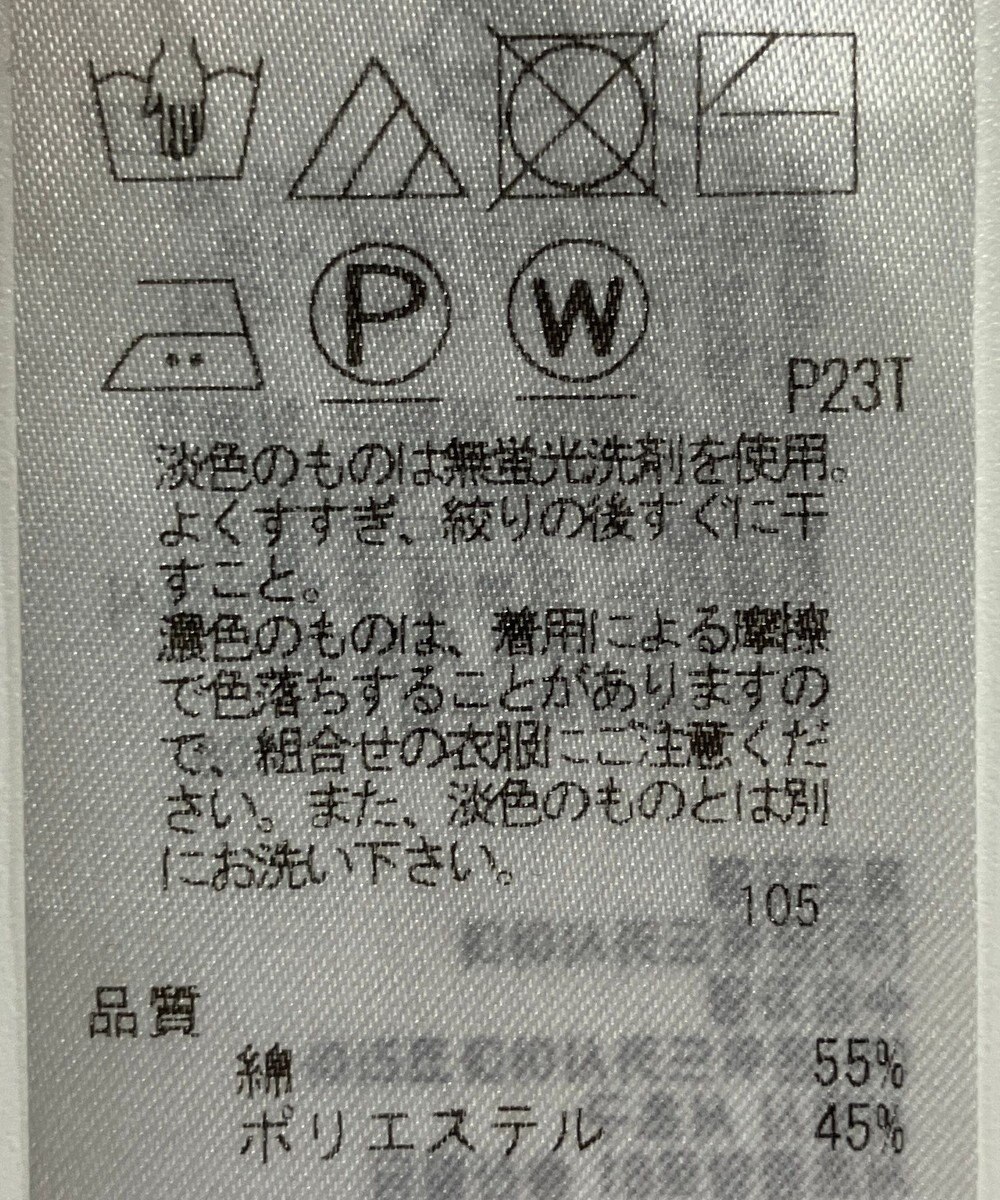 P
W
P23T
淡色のものは無蛍光洗剤を使用。
よくすすぎ、絞りの後すぐに干
すこと。
濃色のものは、着用による摩擦
で色落ちすることがありますの
で、組合せの衣服にご注意くだ
さい。また、淡色のものとは別
にお洗い下さい。
105
品質
綿 55%
ポリエステル 45%